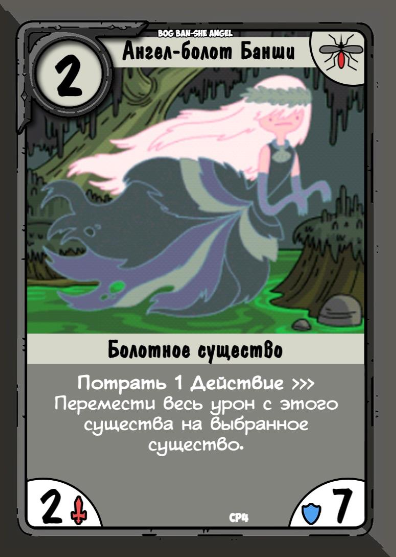 BOG BAN-SHE ANGEL
2
Ангел-болот Банши
Болотное существо
Потрать 1 Действие >>>
Перемести весь урон с этого
существа на выбранное
существо.
2
CP4
7